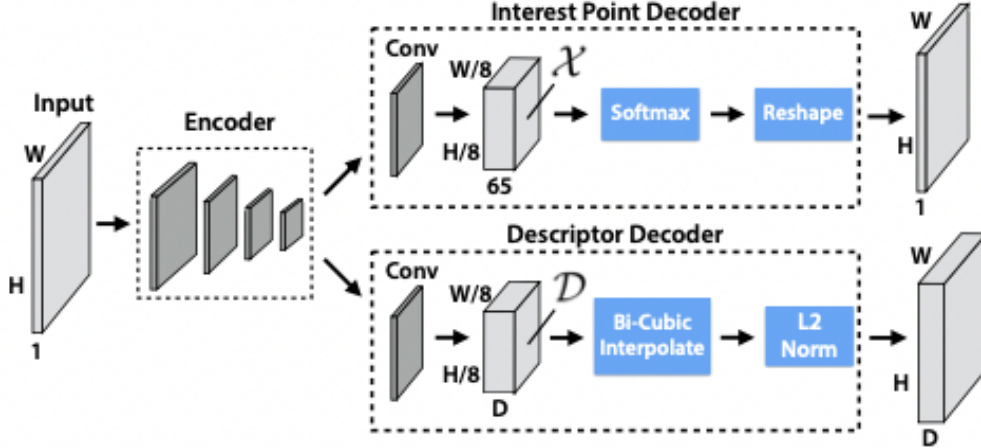 Input
W
H
1
Encoder
Interest Point Decoder
Conv
W/8
𝒳
H/8
65
Softmax
Reshape
W
H
1
Descriptor Decoder
Conv
W/8
𝒟
H/8
D
Bi-Cubic
Interpolate
L2
Norm
W
H
D